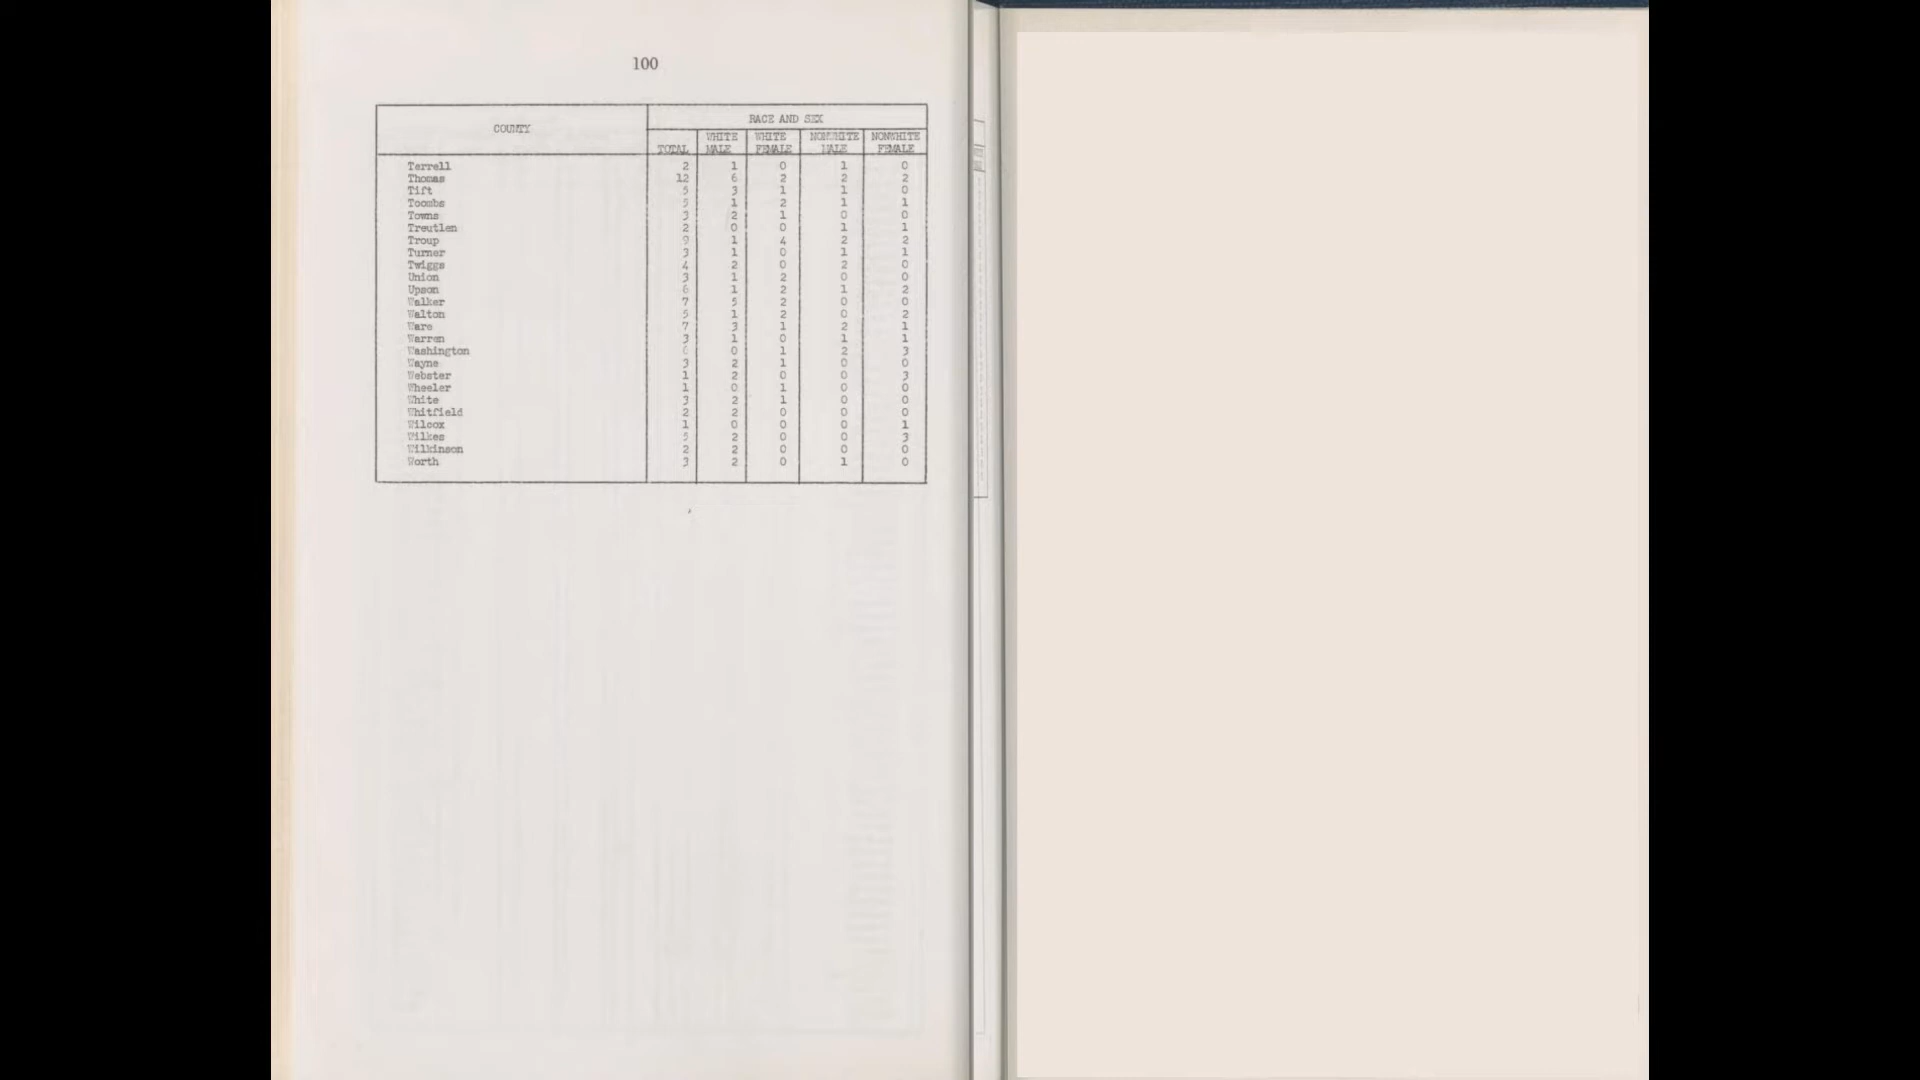 100
COUNTY
RACE AND SEX
TOTAL
WHITE MALE
WHITE FEMALE
NONWHITE MALE
NONWHITE FEMALE
Terrell 2 1 0 1 0
Thomas 12 6 2 2 2
Tift 5 3 1 1 0
Toombs 5 1 2 1 1
Towns 3 2 1 0 0
Treutlen 2 0 0 1 1
Troup 9 1 4 2 2
Turner 3 1 0 1 1
Twiggs 4 2 0 2 0
Union 3 1 2 0 0
Upson 6 1 2 1 2
Walker 7 5 2 0 0
Walton 5 1 2 0 2
Ware 7 3 1 2 1
Warren 3 1 0 1 1
Washington 6 0 1 2 3
Wayne 3 2 1 0 0
Webster 1 2 0 0 3
Wheeler 1 0 1 0 0
White 3 2 1 0 0
Whitfield 2 2 0 0 0
Wilcox 1 0 0 0 1
Wilkes 5 2 0 0 3
Wilkinson 2 2 0 0 0
Worth 3 2 0 1 0